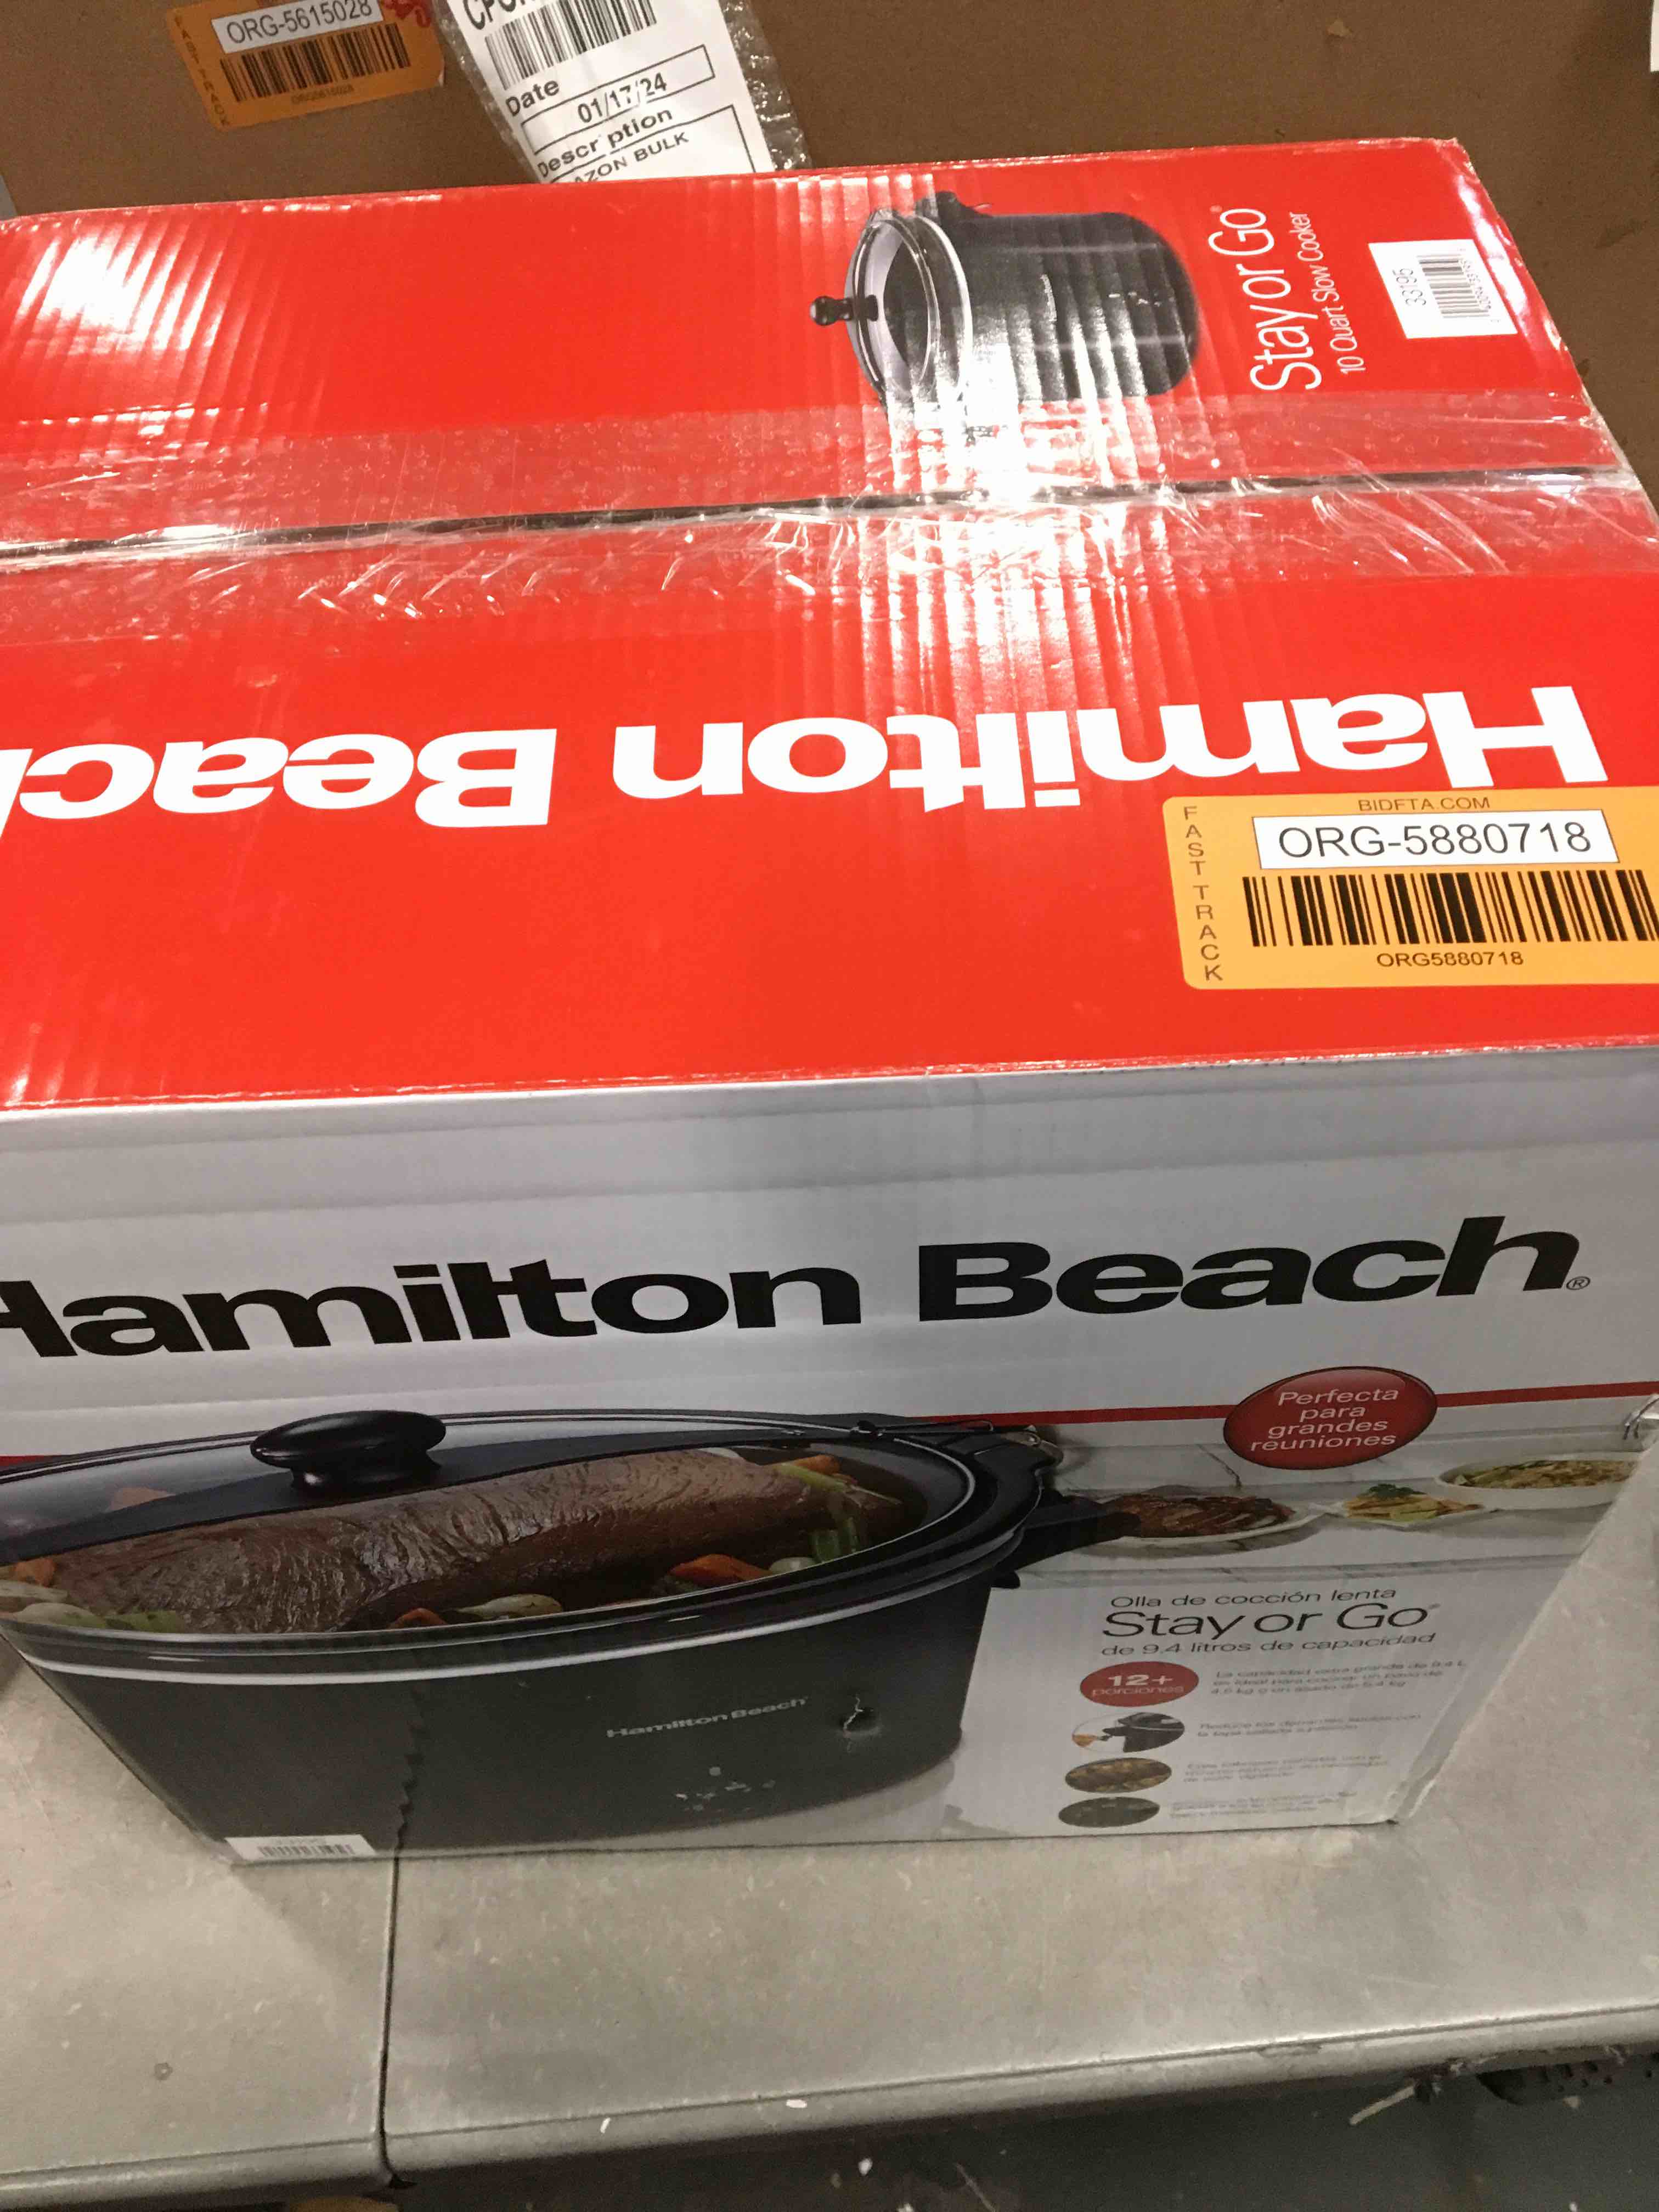 ORG-5615028
FAST TRACK
Date
01/17/24
AZON BULK
Stay or Go
10 Quart Slow Cooker
33195
Hamilton Beach
BIDFTA.COM
FAST TRACK
ORG-5880718
ORG5880718
Hamilton Beach®
Perfecta
para
grandes
reuniones
Olla de cocción lenta
Stay or Go®
de 9.4 litros de capacidad
12+
porciones
Hamilton Beach